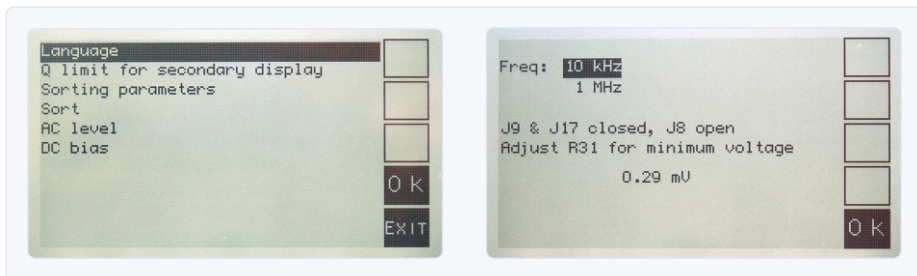 Language
Q limit for secondary display
Sorting parameters
Sort
AC level
DC bias
OK
EXIT
Freq: 10 kHz
1 MHz
J9 & J17 closed, J8 open
Adjust R31 for minimum voltage
0.29 mV
OK